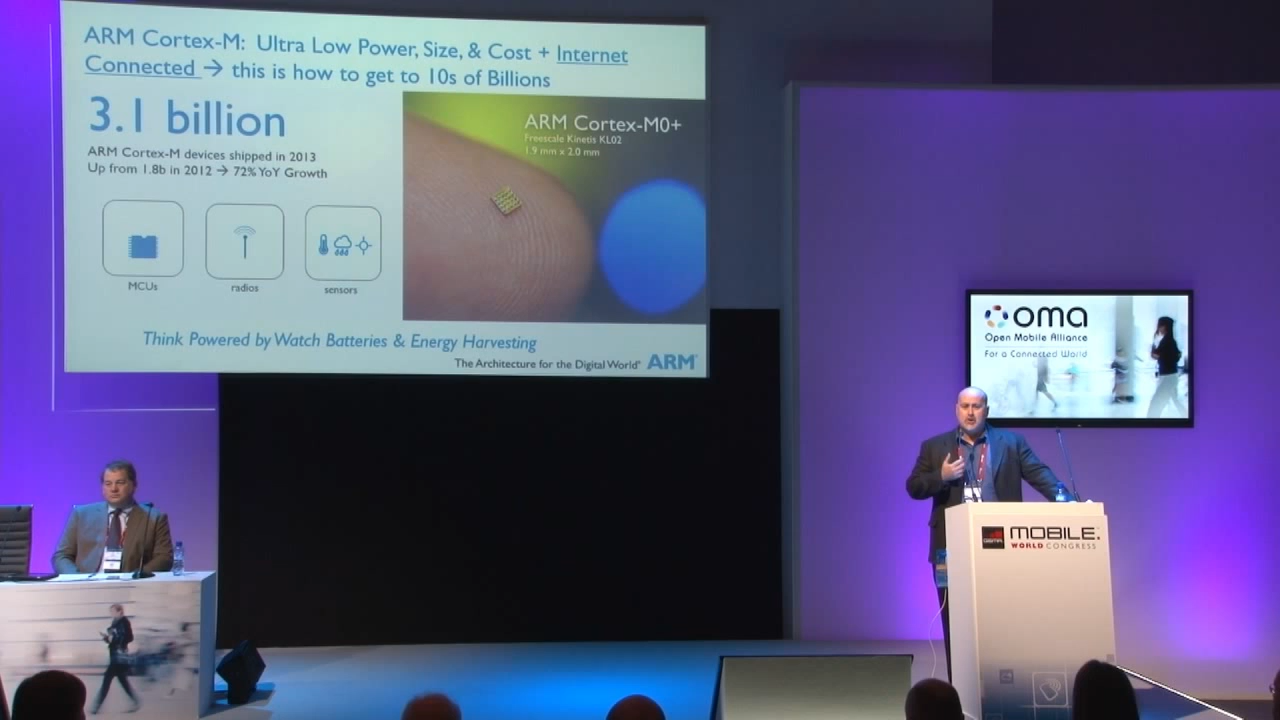 ARM Cortex-M: Ultra Low Power, Size, & Cost + Internet
Connected → this is how to get to 10s of Billions
3.1 billion
ARM Cortex-M devices shipped in 2013
Up from 1.8b in 2012 → 72% YoY Growth
MCUs
radios
sensors
ARM Cortex-M0+
Freescale Kinetis KL02
1.9 mm x 2.0 mm
Think Powered by Watch Batteries & Energy Harvesting
The Architecture for the Digital World® ARM®
oma
Open Mobile Alliance
For a Connected World
GSMA
MOBILE
WORLD CONGRESS